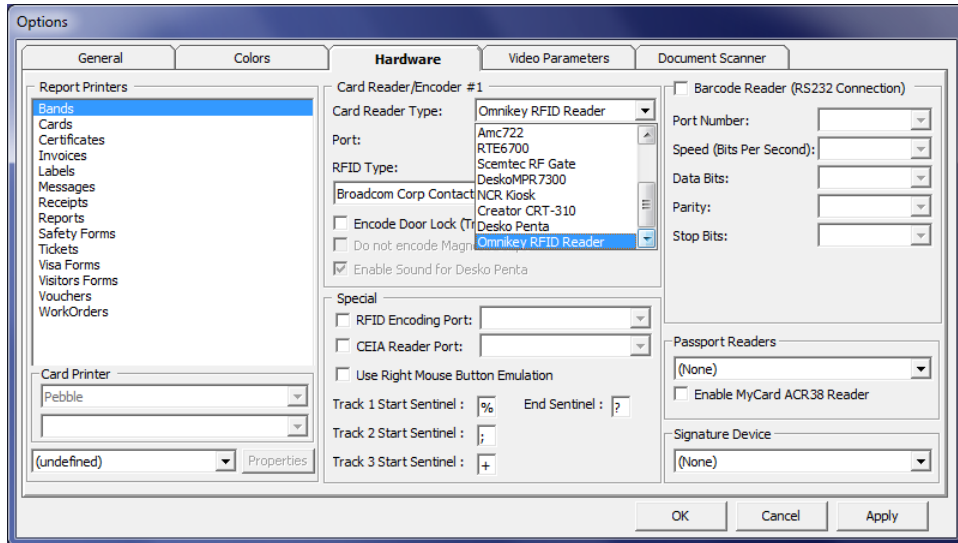 Options
General
Colors
Hardware
Video Parameters
Document Scanner
Report Printers
Bands
Cards
Certificates
Invoices
Labels
Messages
Receipts
Reports
Safety Forms
Tickets
Visa Forms
Visitors Forms
Vouchers
WorkOrders
Card Printer
Pebble
(undefined)
Properties
Card Reader/Encoder #1
Card Reader Type:
Omnikey RFID Reader
Port:
RFID Type:
Broadcom Corp Contact
Amc722
RTE6700
Scemtec RF Gate
DeskoMPR7300
NCR Kiosk
Creator CRT-310
Desko Penta
Omnikey RFID Reader
Encode Door Lock (Tr
Do not encode Magn
Enable Sound for Desko Penta
Special
RFID Encoding Port:
CEIA Reader Port:
Use Right Mouse Button Emulation
Track 1 Start Sentinel : %
End Sentinel : ?
Track 2 Start Sentinel : ;
Track 3 Start Sentinel : +
Barcode Reader (RS232 Connection)
Port Number:
Speed (Bits Per Second):
Data Bits:
Parity:
Stop Bits:
Passport Readers
(None)
Enable MyCard ACR38 Reader
Signature Device
(None)
OK
Cancel
Apply